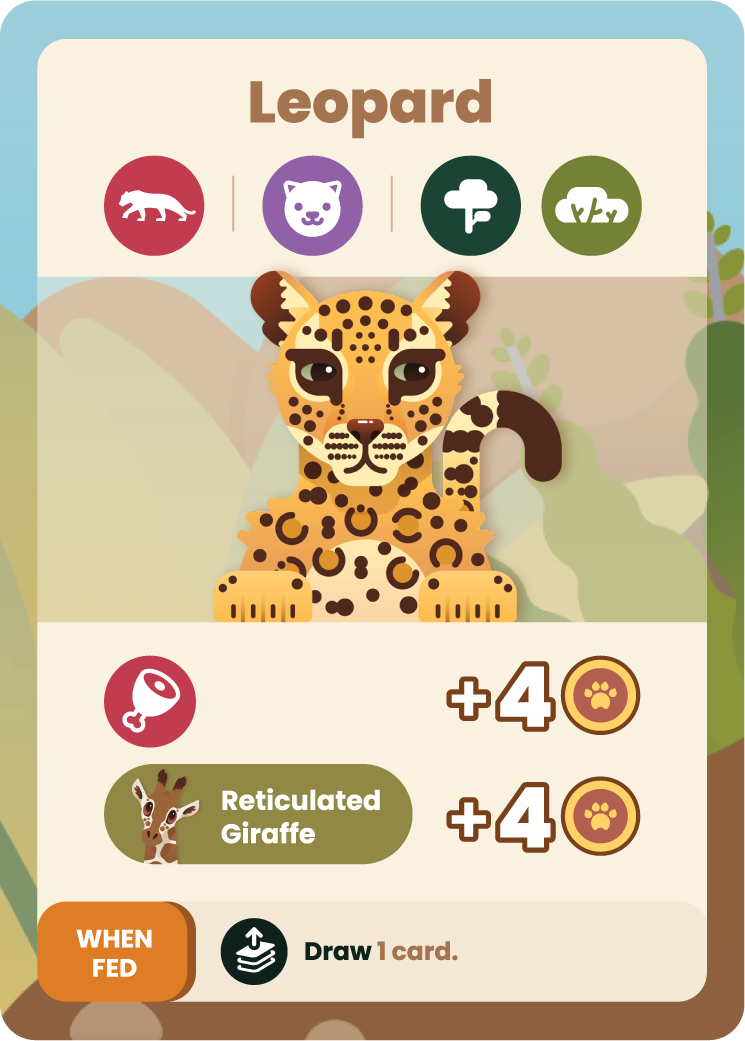 Leopard
+4
Reticulated
Giraffe
+4
WHEN
FED
Draw 1 card.